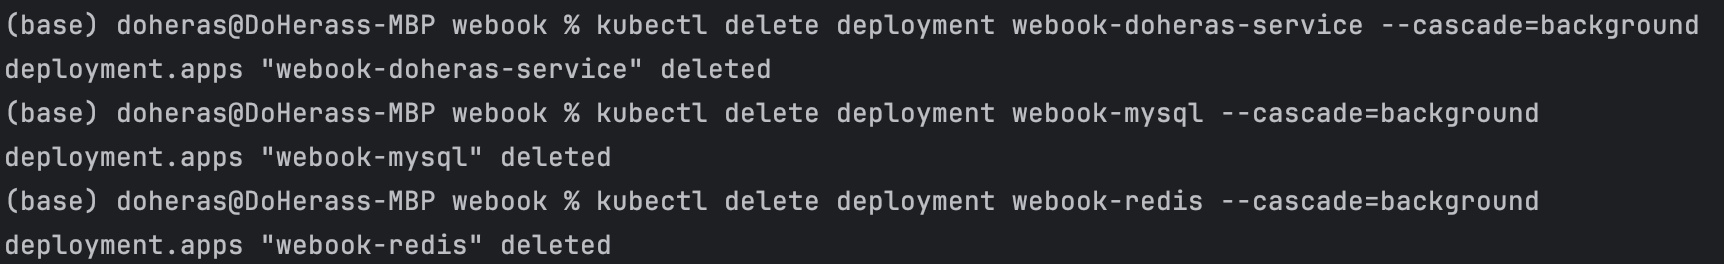 (base) doheras@DoHerass-MBP webook % kubectl delete deployment webook-doheras-service --cascade=background
deployment.apps "webook-doheras-service" deleted
(base) doheras@DoHerass-MBP webook % kubectl delete deployment webook-mysql --cascade=background
deployment.apps "webook-mysql" deleted
(base) doheras@DoHerass-MBP webook % kubectl delete deployment webook-redis --cascade=background
deployment.apps "webook-redis" deleted